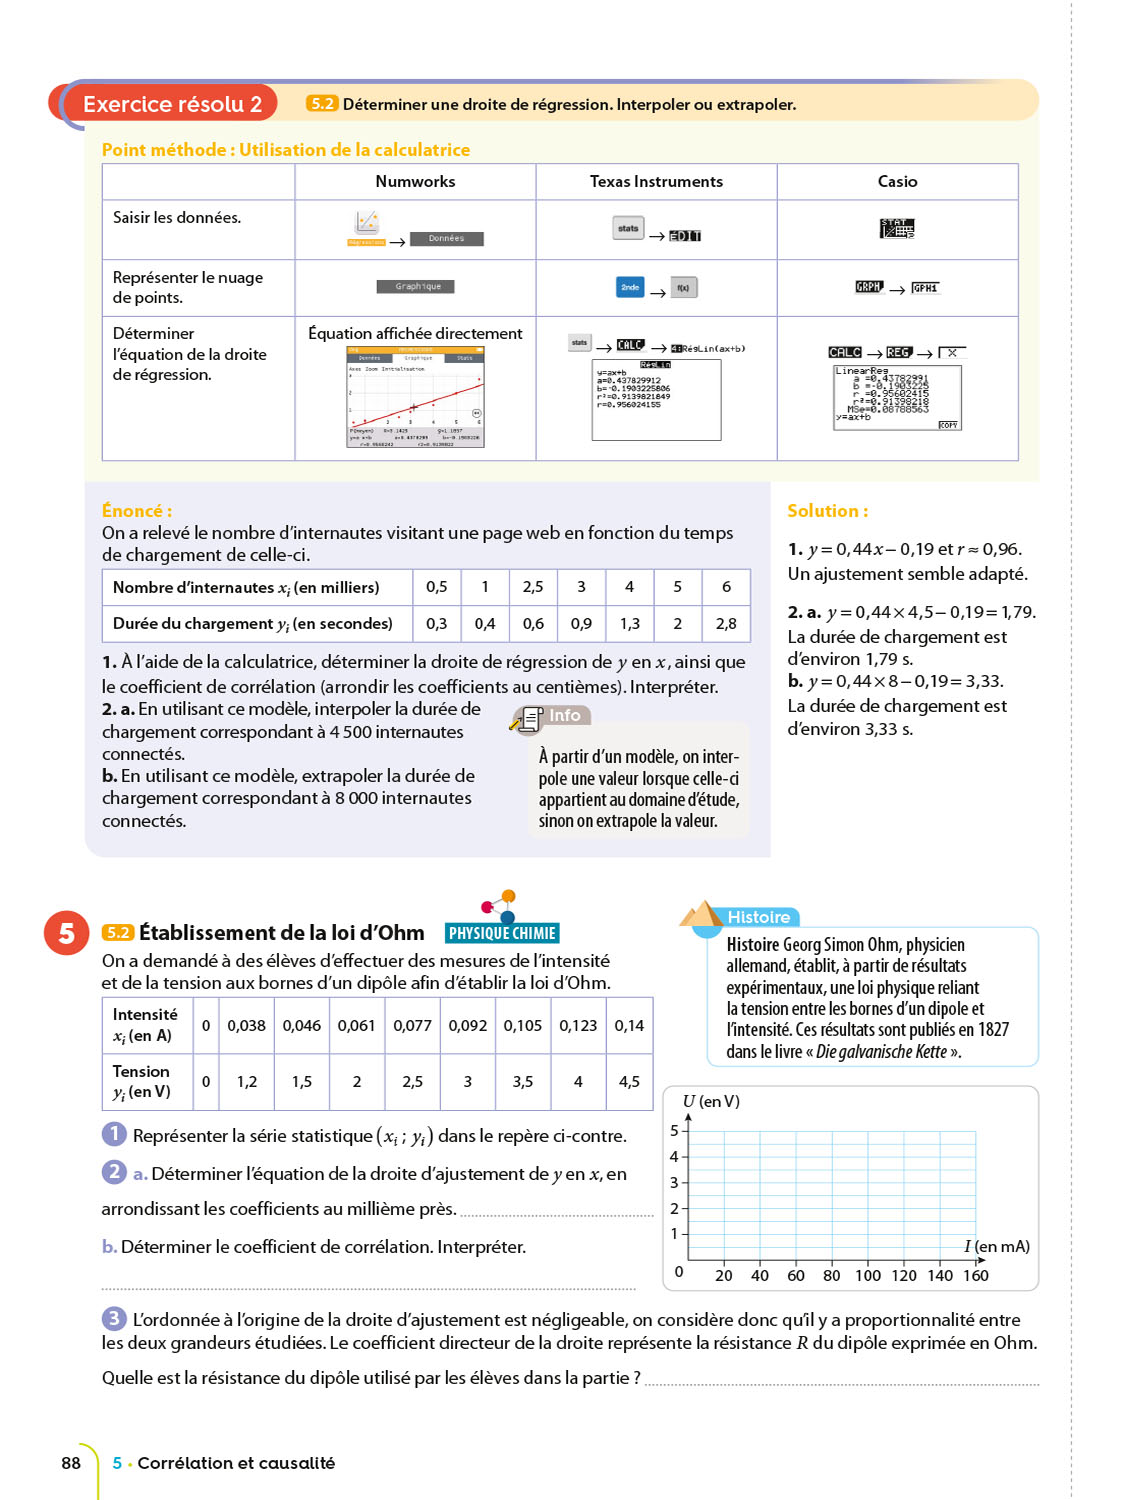 Exercice résolu 2
5.2 Déterminer une droite de régression. Interpoler ou extrapoler.
Point méthode : Utilisation de la calculatrice
Numworks Texas Instruments Casio
Saisir les données.
Régressions → Données
stats → EDIT
STAT
Représenter le nuage
de points.
Graphique
2nde → f(x)
GRPH → GPH1
Déterminer
l’équation de la droite
de régression.
Équation affichée directement
Données Graphique Stats
Axes Zoom Initialisation
stats → CALC → 4:RégLin(ax+b)
RégLin
y=ax+b
a=0.437829912
b=-0.1903225806
r²=0.9139821849
r=0.956024155
CALC → REG → X
LinearReg
a =0.43782991
b =-0.1903225
r =0.95602415
r²=0.91398218
MSe=0.08788563
y=ax+b
COPY
Énoncé :
On a relevé le nombre d’internautes visitant une page web en fonction du temps
de chargement de celle-ci.
Nombre d’internautes xᵢ (en milliers) 0,5 1 2,5 3 4 5 6
Durée du chargement yᵢ (en secondes) 0,3 0,4 0,6 0,9 1,3 2 2,8
1. À l’aide de la calculatrice, déterminer la droite de régression de y en x, ainsi que
le coefficient de corrélation (arrondir les coefficients au centièmes). Interpréter.
2. a. En utilisant ce modèle, interpoler la durée de
chargement correspondant à 4 500 internautes
connectés.
b. En utilisant ce modèle, extrapoler la durée de
chargement correspondant à 8 000 internautes
connectés.
Info
À partir d’un modèle, on inter-
pole une valeur lorsque celle-ci
appartient au domaine d’étude,
sinon on extrapole la valeur.
Solution :
1. y = 0,44x – 0,19 et r ≈ 0,96.
Un ajustement semble adapté.
2. a. y = 0,44 × 4,5 – 0,19 = 1,79.
La durée de chargement est
d’environ 1,79 s.
b. y = 0,44 × 8 – 0,19 = 3,33.
La durée de chargement est
d’environ 3,33 s.
5 5.2 Établissement de la loi d’Ohm PHYSIQUE CHIMIE
On a demandé à des élèves d’effectuer des mesures de l’intensité
et de la tension aux bornes d’un dipôle afin d’établir la loi d’Ohm.
Intensité
xᵢ (en A) 0 0,038 0,046 0,061 0,077 0,092 0,105 0,123 0,14
Tension
yᵢ (en V) 0 1,2 1,5 2 2,5 3 3,5 4 4,5
Histoire
Histoire Georg Simon Ohm, physicien
allemand, établit, à partir de résultats
expérimentaux, une loi physique reliant
la tension entre les bornes d’un dipole et
l’intensité. Ces résultats sont publiés en 1827
dans le livre « Die galvanische Kette ».
1 Représenter la série statistique (xᵢ ; yᵢ) dans le repère ci-contre.
2 a. Déterminer l’équation de la droite d’ajustement de y en x, en
arrondissant les coefficients au millième près.
b. Déterminer le coefficient de corrélation. Interpréter.
U (en V)
5
4
3
2
1
I (en mA)
0 20 40 60 80 100 120 140 160
3 L’ordonnée à l’origine de la droite d’ajustement est négligeable, on considère donc qu’il y a proportionnalité entre
les deux grandeurs étudiées. Le coefficient directeur de la droite représente la résistance R du dipôle exprimée en Ohm.
Quelle est la résistance du dipôle utilisé par les élèves dans la partie ?
88 5 • Corrélation et causalité